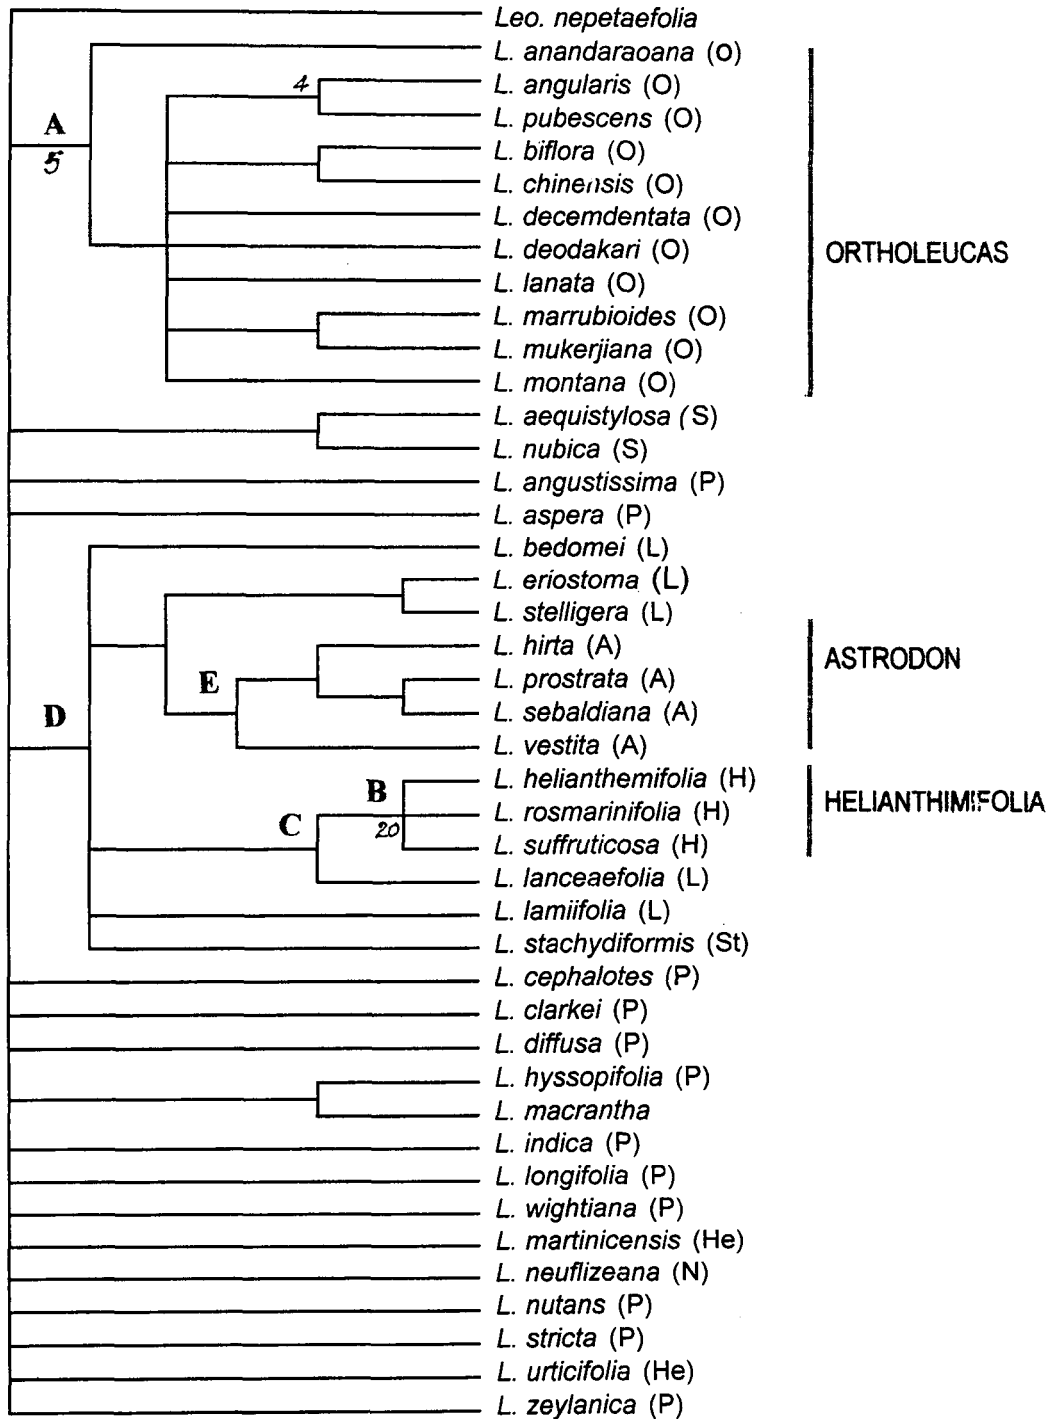 Leo. nepetaefolia
L. anandaraoana (O)
4 L. angularis (O)
L. pubescens (O)
A
5
L. biflora (O)
L. chinensis (O)
L. decemdentata (O)
L. deodakari (O)
ORTHOLEUCAS
L. lanata (O)
L. marrubioides (O)
L. mukerjiana (O)
L. montana (O)
L. aequistylosa (S)
L. nubica (S)
L. angustissima (P)
L. aspera (P)
L. bedomei (L)
L. eriostoma (L)
L. stelligera (L)
L. hirta (A)
ASTRODON
E L. prostrata (A)
D L. sebaldiana (A)
L. vestita (A)
B L. helianthemifolia (H)
HELIANTHIMIFOLIA
L. rosmarinifolia (H)
C 20
L. suffruticosa (H)
L. lanceaefolia (L)
L. lamiifolia (L)
L. stachydiformis (St)
L. cephalotes (P)
L. clarkei (P)
L. diffusa (P)
L. hyssopifolia (P)
L. macrantha
L. indica (P)
L. longifolia (P)
L. wightiana (P)
L. martinicensis (He)
L. neuflizeana (N)
L. nutans (P)
L. stricta (P)
L. urticifolia (He)
L. zeylanica (P)